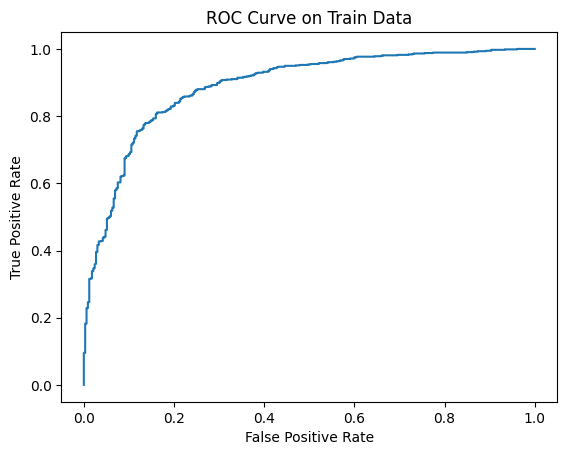 ROC Curve on Train Data
True Positive Rate
1.0
0.8
0.6
0.4
0.2
0.0
0.0 0.2 0.4 0.6 0.8 1.0
False Positive Rate